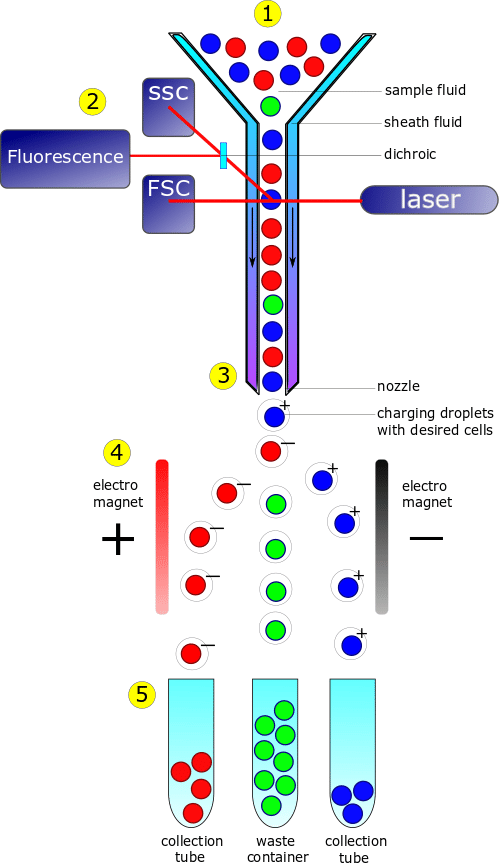 1
sample fluid
2
SSC
sheath fluid
Fluorescence
dichroic
FSC
laser
3
nozzle
+
charging droplets
with desired cells
−
4
electro
magnet
+
−
+
electro
magnet
−
+
−
+
−
+
−
+
5
collection
tube
waste
container
collection
tube